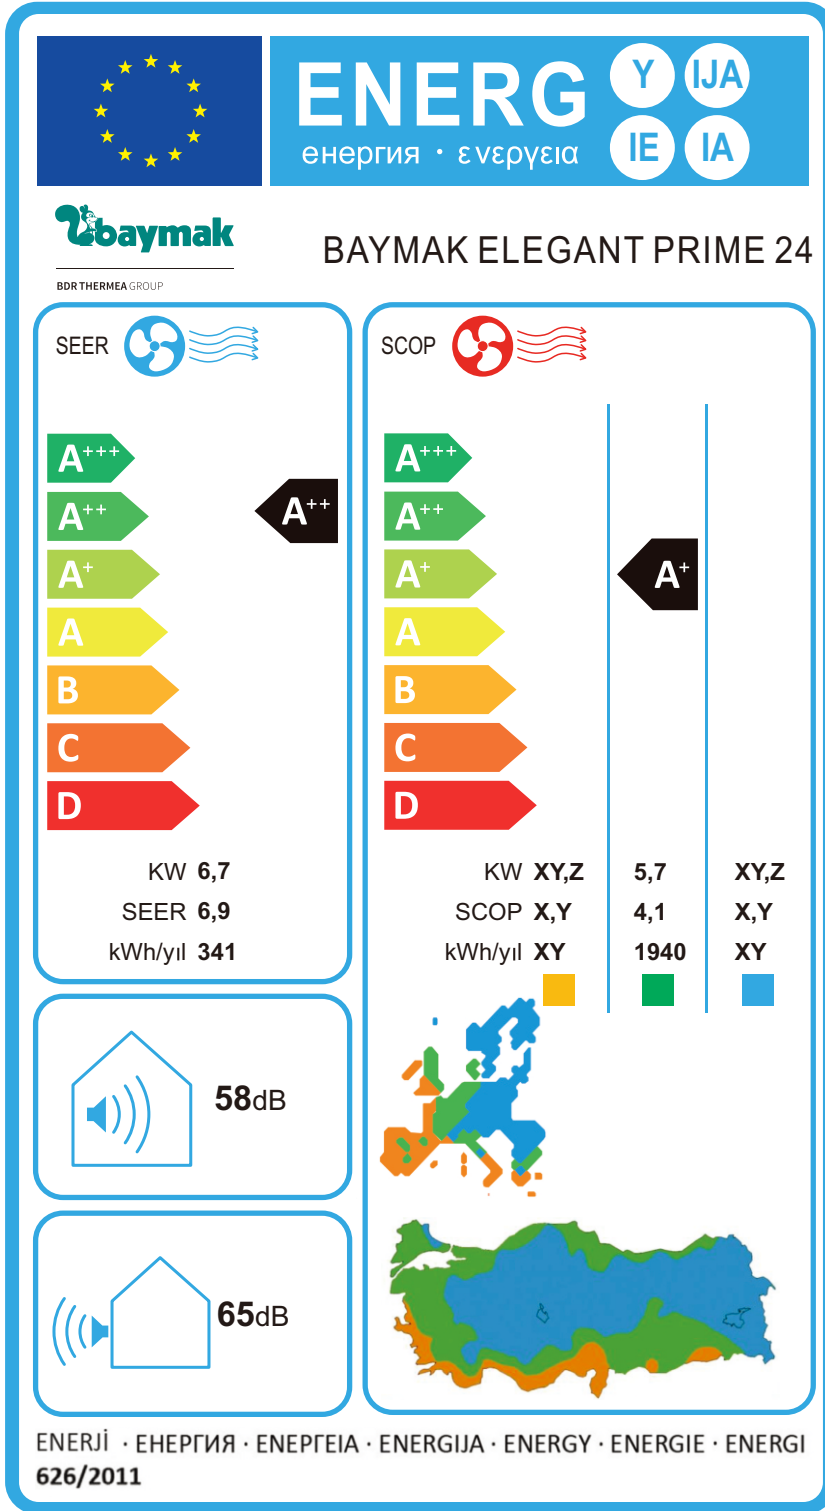 ENERG
Y IJA
IE IA
енергия · ενεργεια
baymak
BDR THERMEA GROUP
BAYMAK ELEGANT PRIME 24
SEER
A+++
A++
A++
A+
A
B
C
D
KW 6,7
SEER 6,9
kWh/yıl 341
SCOP
A+++
A++
A+
A+
A
B
C
D
KW XY,Z 5,7 XY,Z
SCOP X,Y 4,1 X,Y
kWh/yıl XY 1940 XY
58dB
65dB
ENERJİ · ЕНЕРГИЯ · ΕΝΕΡΓΕΙΑ · ENERGIJA · ENERGY · ENERGIE · ENERGI
626/2011